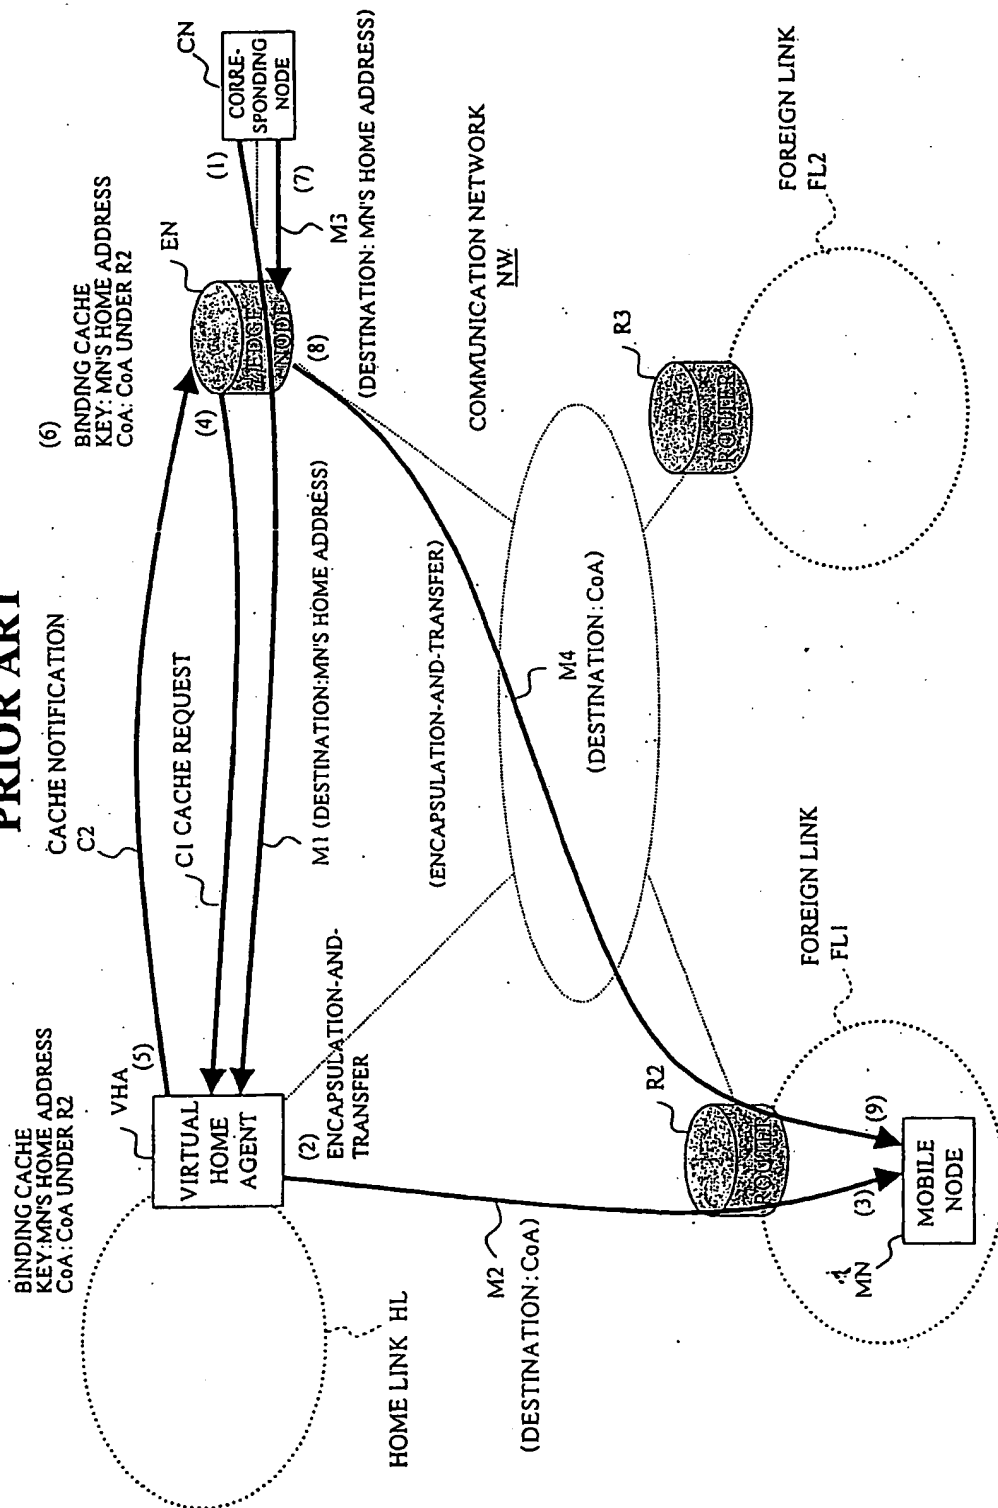 PRIOR ART
BINDING CACHE
KEY:MN'S HOME ADDRESS
CoA:CoA UNDER R2
VHA
(5)
VIRTUAL
HOME
AGENT
CACHE NOTIFICATION
C2
C1 CACHE REQUEST
M1 (DESTINATION:MN'S HOME ADDRESS)
(6)
BINDING CACHE
KEY: MN'S HOME ADDRESS
CoA: CoA UNDER R2
EN
(4)
EDGE
NODE
(8)
CN
CORRE-
SPONDING
NODE
(1)
(7)
M3
(DESTINATION: MN'S HOME ADDRESS)
(2)
ENCAPSULATION-AND-
TRANSFER
(ENCAPSULATION-AND-TRANSFER)
COMMUNICATION NETWORK
NW
HOME LINK HL
M2
(DESTINATION:CoA)
M4
(DESTINATION:CoA)
R2
ROUTER
R3
ROUTER
FOREIGN LINK
FL1
FOREIGN LINK
FL2
(3)
(9)
MN
MOBILE
NODE